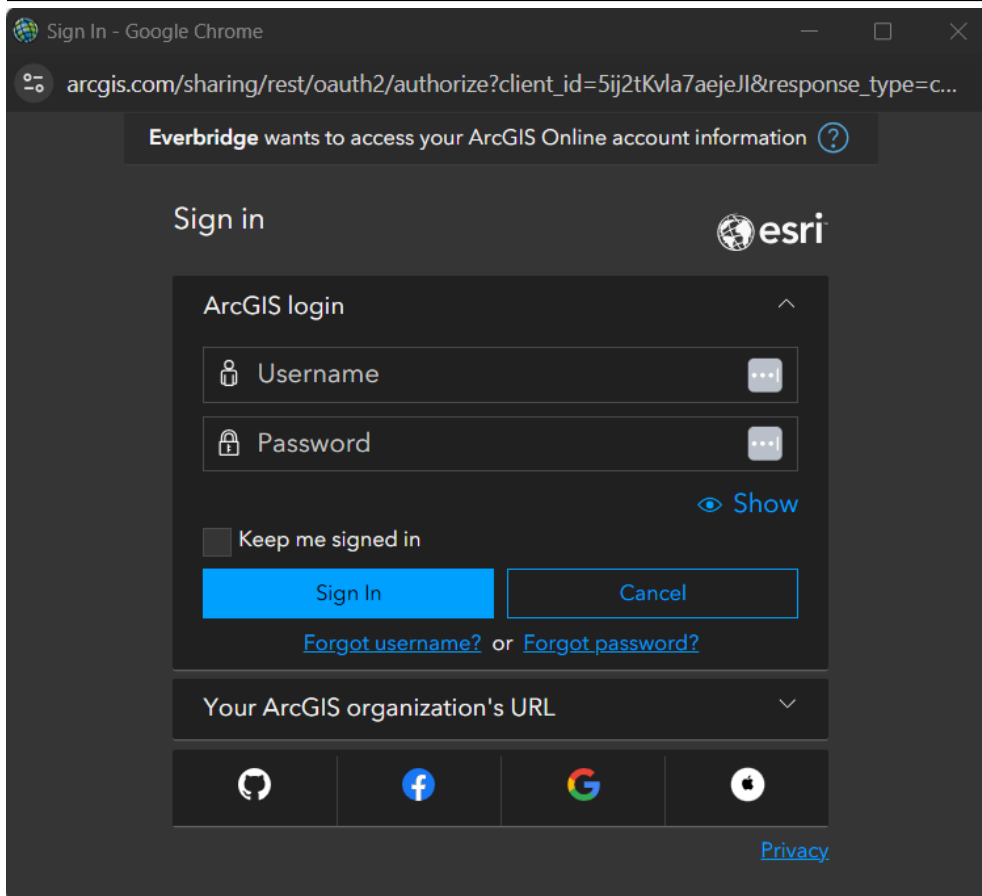 Sign In - Google Chrome
arcgis.com/sharing/rest/oauth2/authorize?client_id=5ij2tKvla7aejeJI&response_type=c...
Everbridge wants to access your ArcGIS Online account information ?
Sign in
esri
ArcGIS login
Username
Password
Show
Keep me signed in
Sign In Cancel
Forgot username? or Forgot password?
Your ArcGIS organization's URL
Privacy